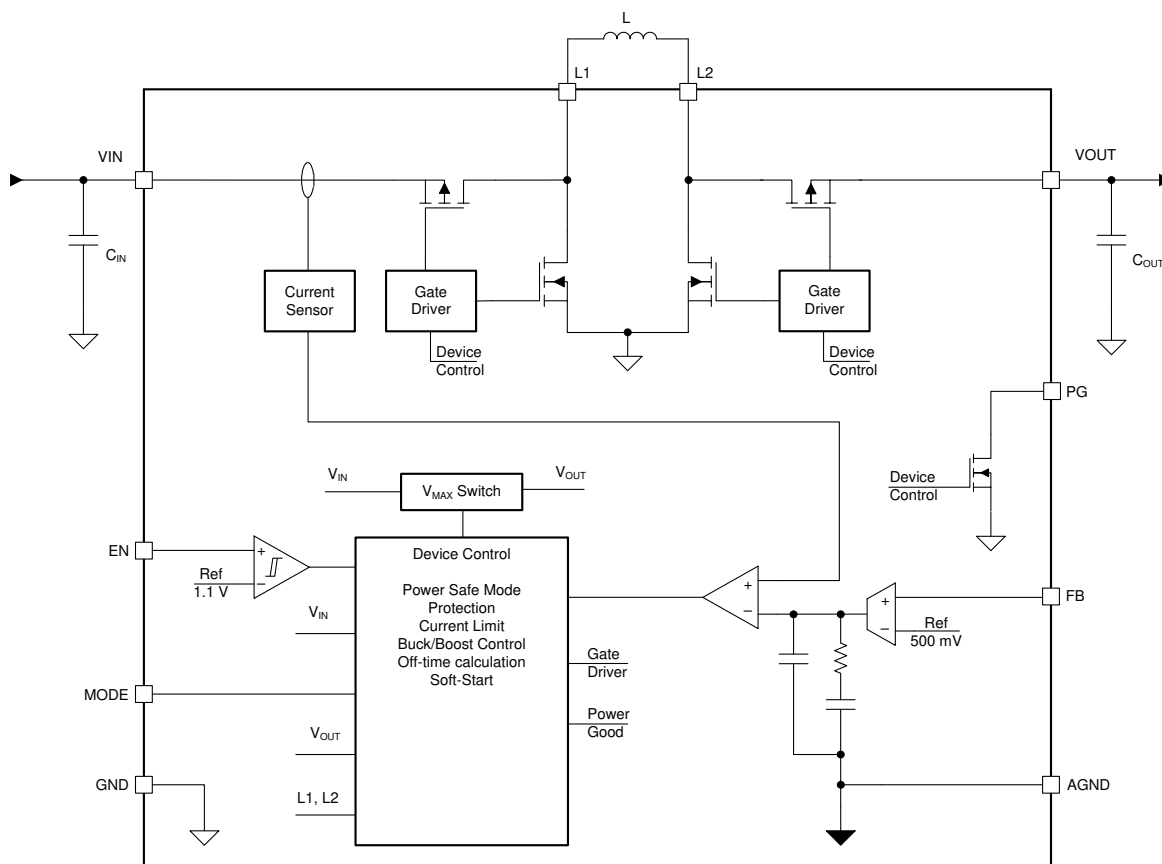 L
L1
L2
VIN
VOUT
CIN
COUT
Current
Sensor
Gate
Driver
Gate
Driver
Device
Control
Device
Control
PG
VIN
VMAX Switch
VOUT
Device
Control
EN
Ref
1.1 V
+
−
Device Control
Power Safe Mode
Protection
Current Limit
Buck/Boost Control
Off-time calculation
Soft-Start
+
−
+
−
FB
Ref
500 mV
VIN
Gate
Driver
MODE
Power
Good
VOUT
GND
L1, L2
AGND